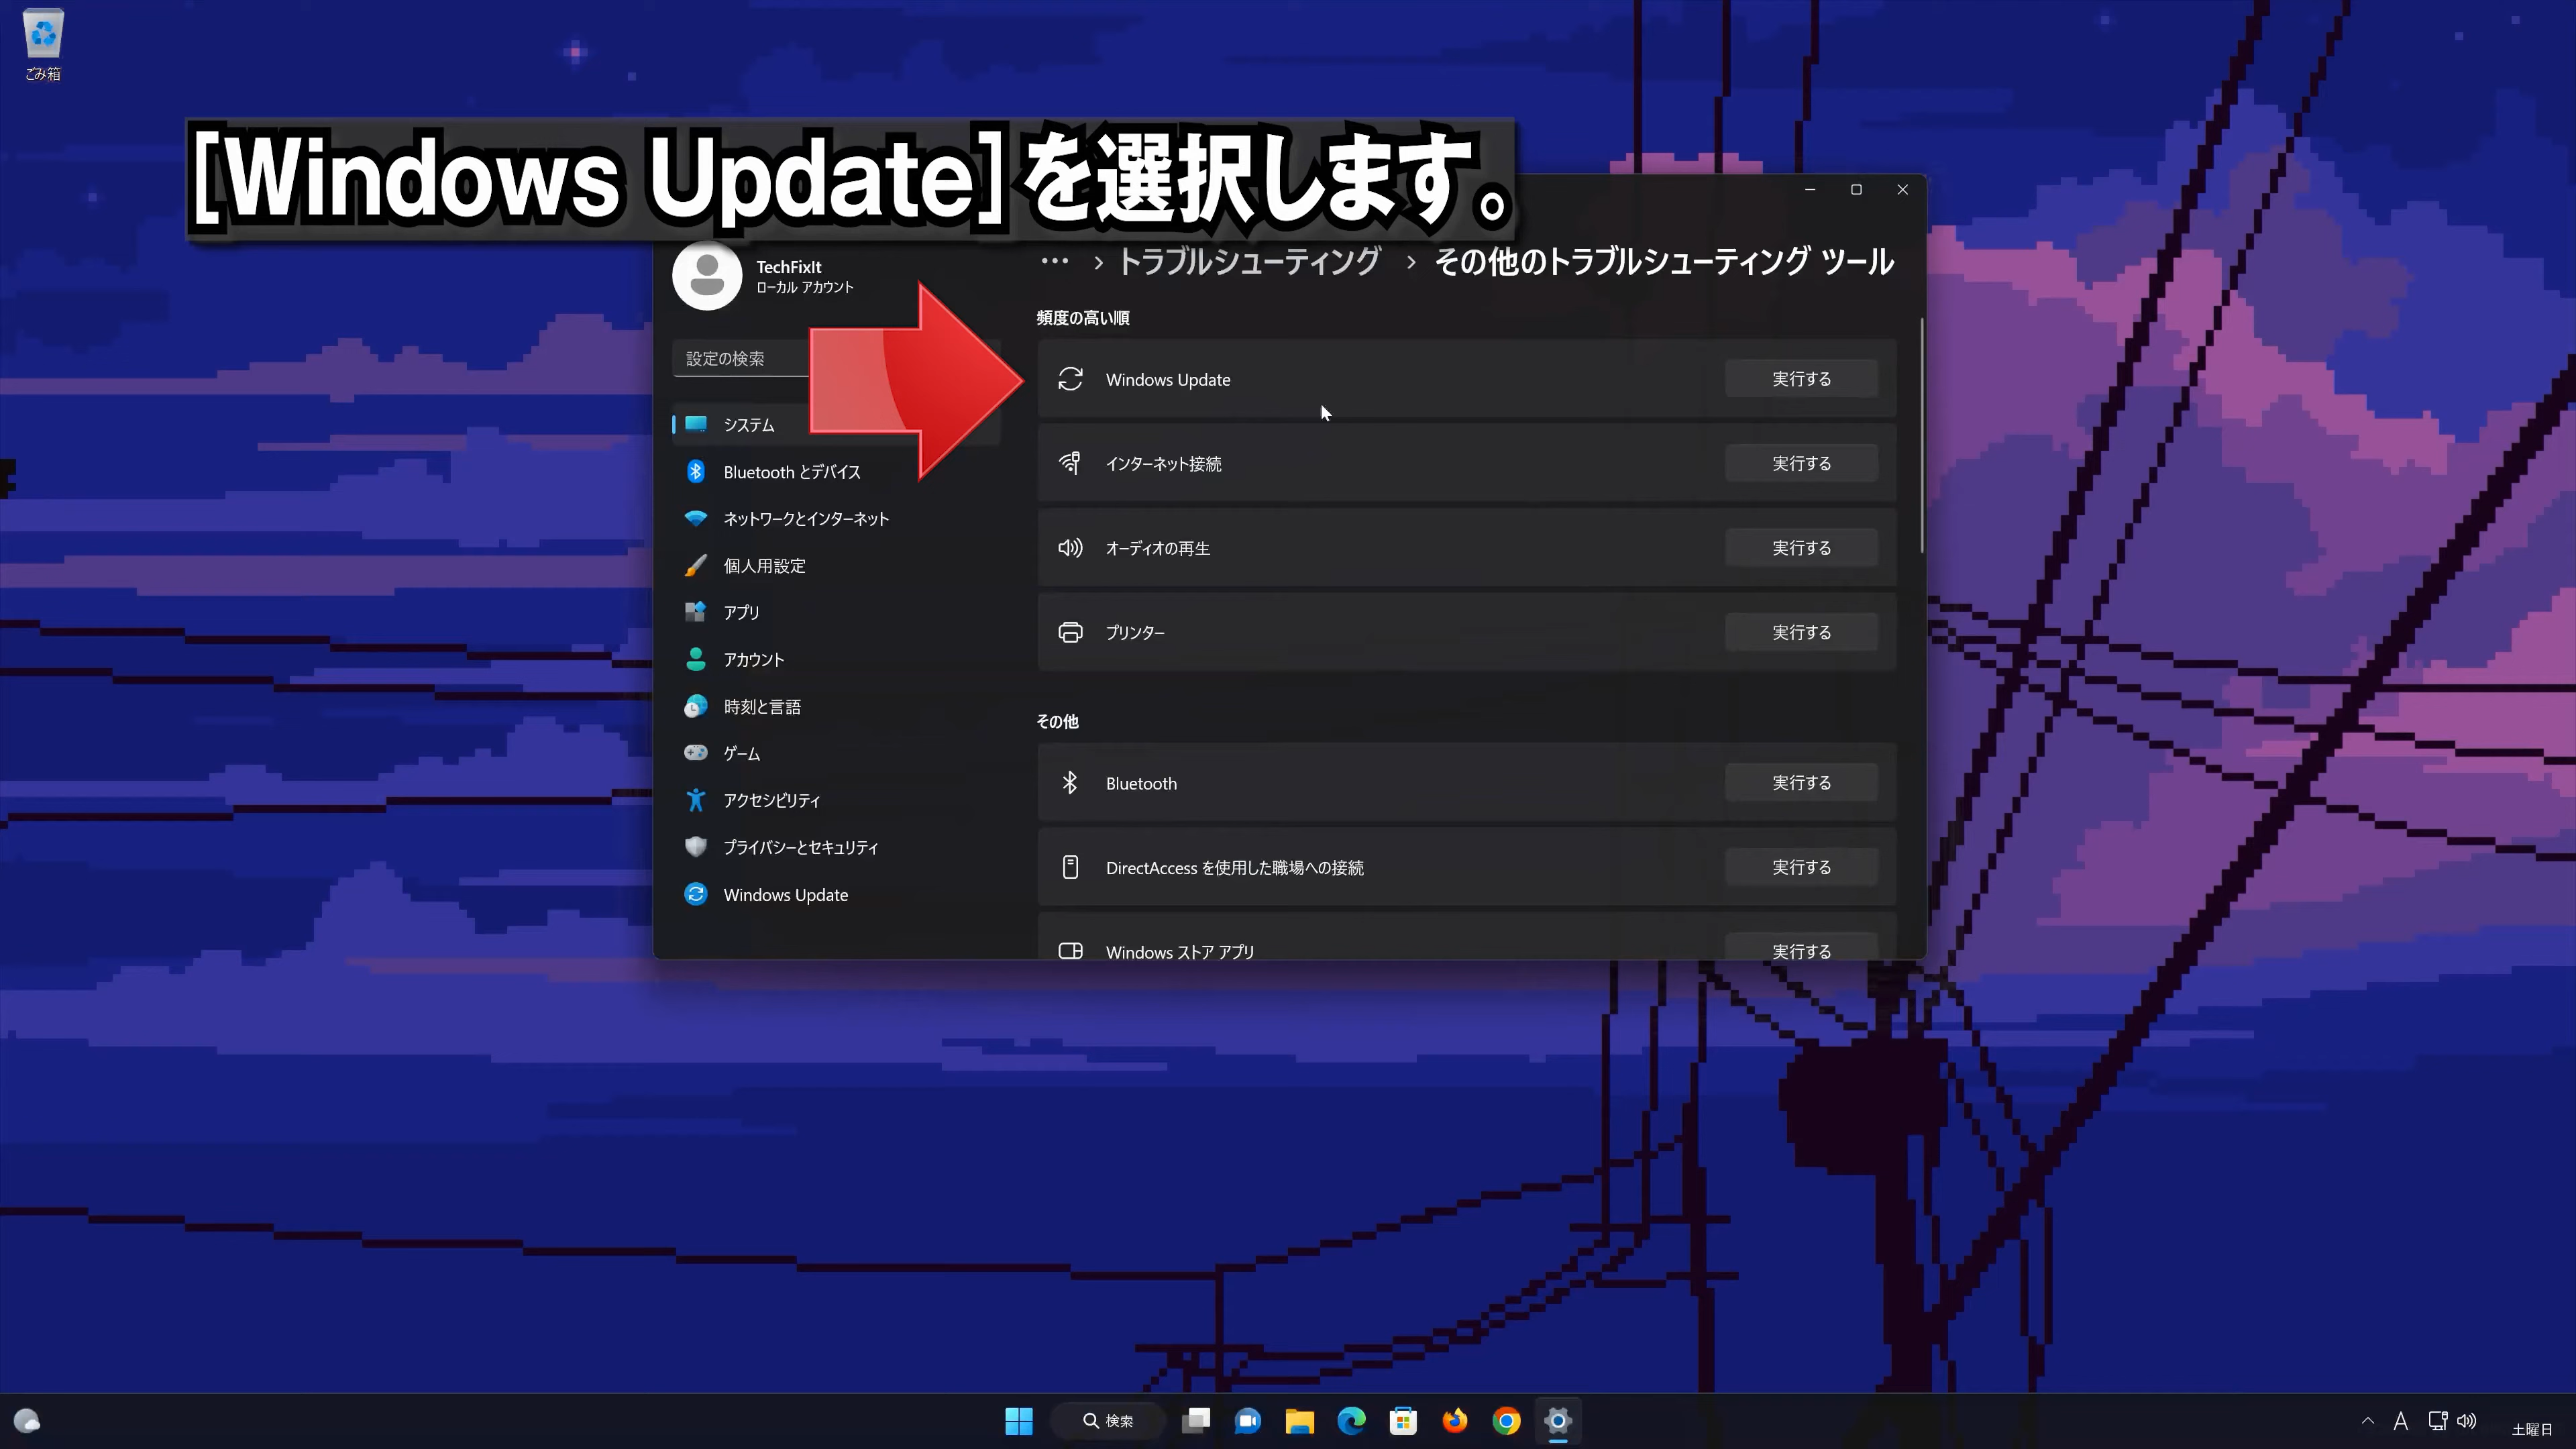 ごみ箱
[Windows Update]を選択します。
TechFixIt
ローカル アカウント
設定の検索
システム
Bluetooth とデバイス
ネットワークとインターネット
個人用設定
アプリ
アカウント
時刻と言語
ゲーム
アクセシビリティ
プライバシーとセキュリティ
Windows Update
… › トラブルシューティング › その他のトラブルシューティング ツール
頻度の高い順
Windows Update 実行する
インターネット接続 実行する
オーディオの再生 実行する
プリンター 実行する
その他
Bluetooth 実行する
DirectAccess を使用した職場への接続 実行する
Windows ストア アプリ 実行する
検索
A
土曜日